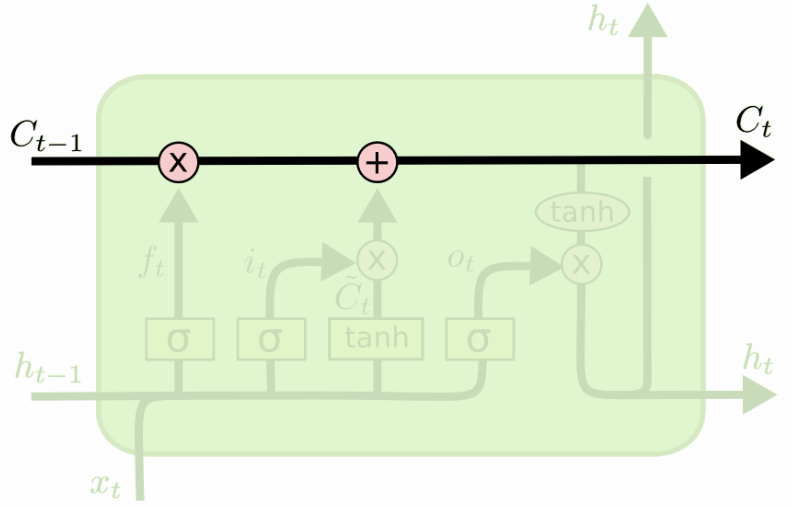 h_t
C_{t-1} C_t
x +
tanh
f_t i_t x o_t x
C̃_t
σ σ tanh σ
h_{t-1} h_t
x_t